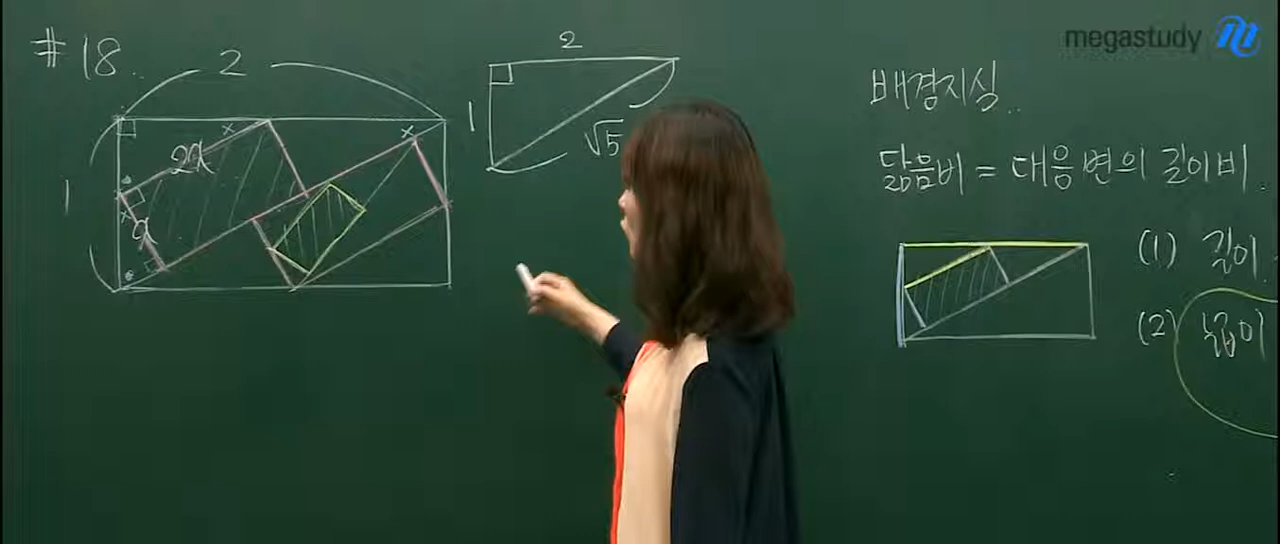 megastudy
#18.
2
1
2a
a
x
x
x
2
1
√5
배경지식..
닮음비 = 대응변의 길이비.
(1) 길이
(2) 넓이